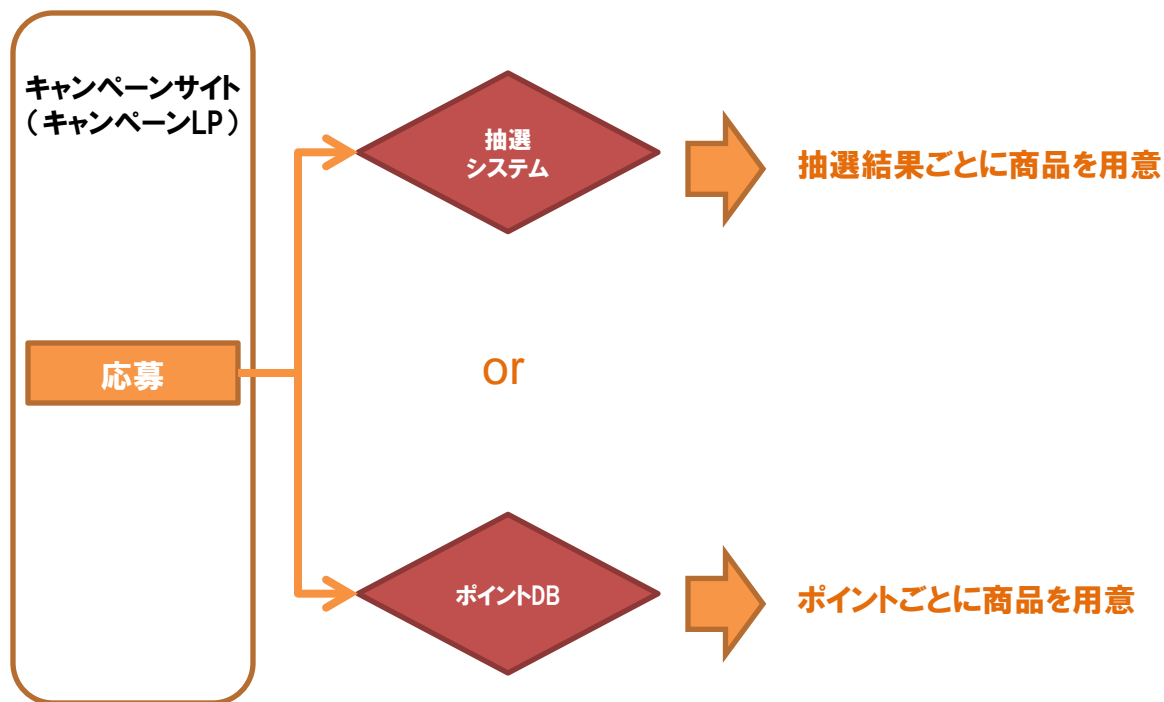 キャンペーンサイト
（キャンペーンLP）
抽選
システム
抽選結果ごとに商品を用意
応募
or
ポイントDB
ポイントごとに商品を用意